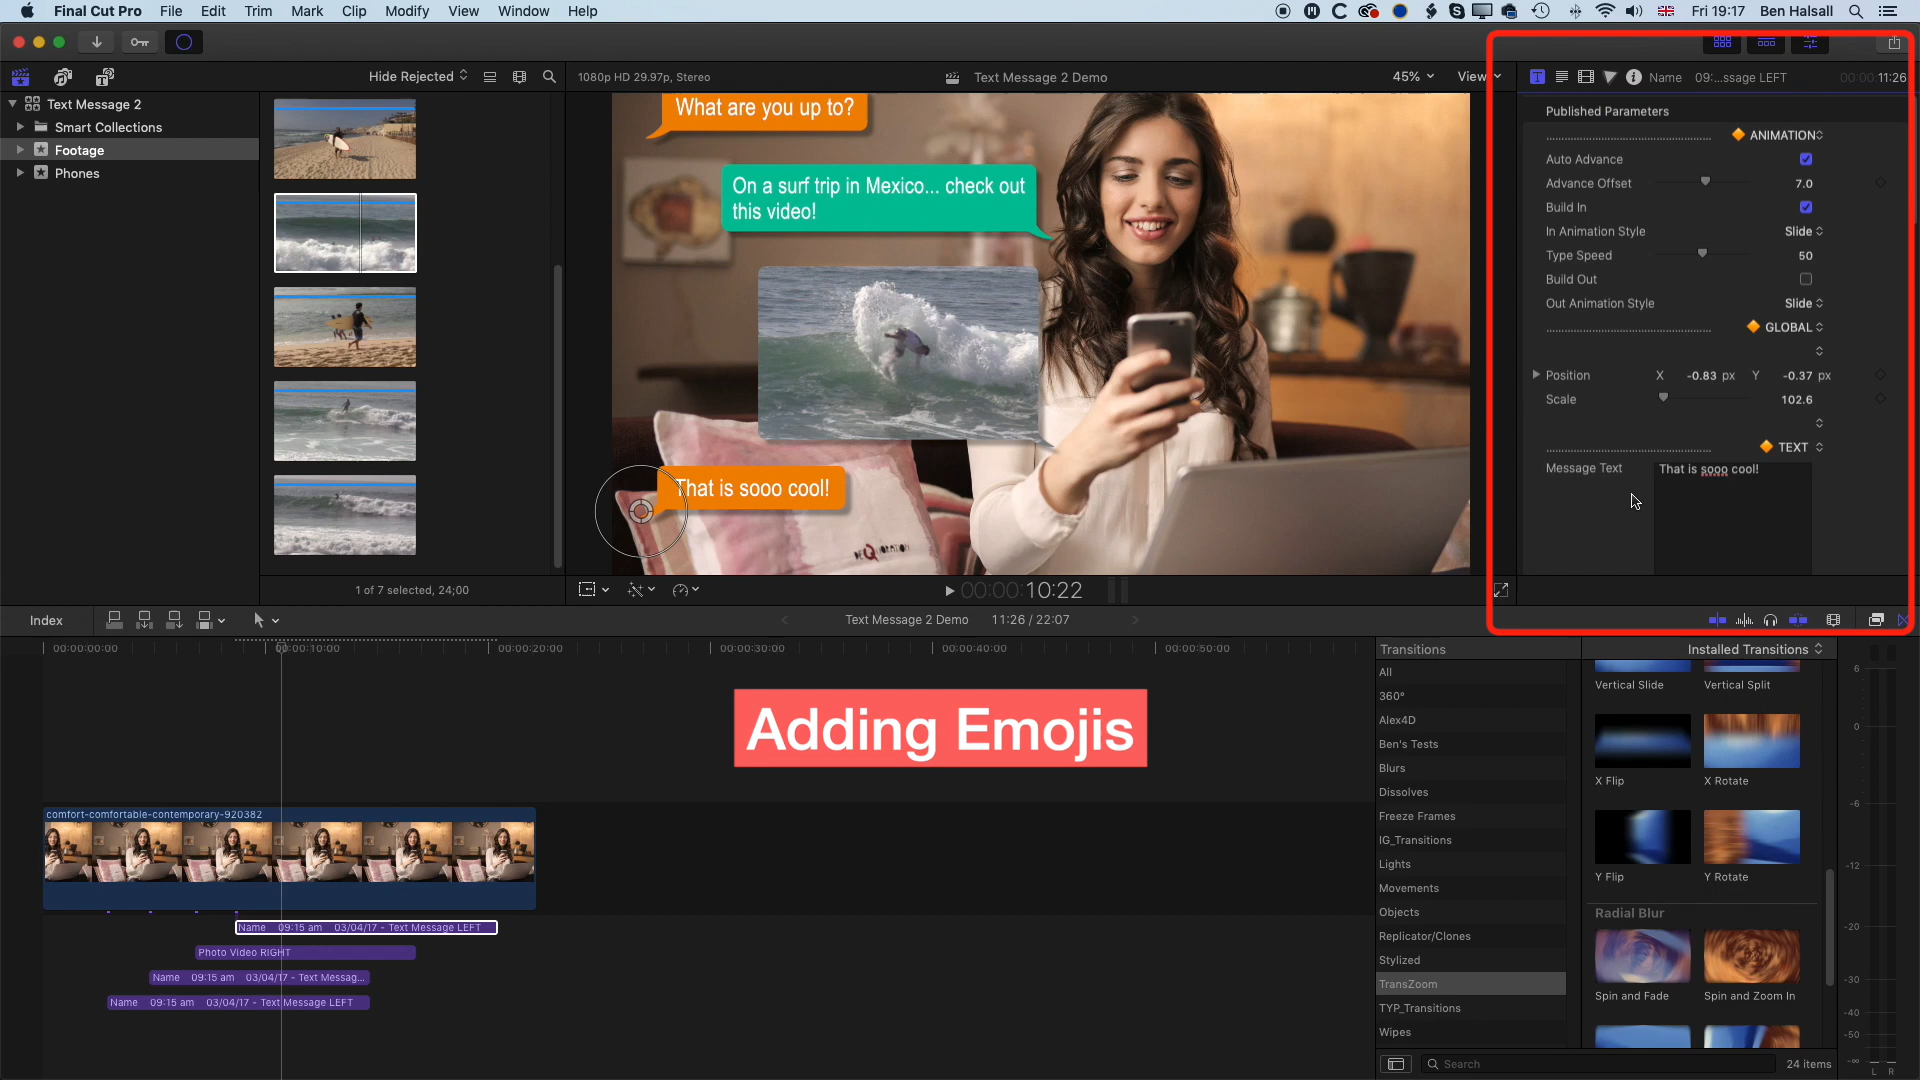 Final Cut Pro File Edit Trim Mark Clip Modify View Window Help
Fri 19:17 Ben Halsall
Hide Rejected
1080p HD 29.97p, Stereo
Text Message 2 Demo
45% View
Name 09:...ssage LEFT 00:00:11:26
Text Message 2
Smart Collections
Footage
Phones
1 of 7 selected, 24;00
What are you up to?
On a surf trip in Mexico... check out
this video!
That is sooo cool!
00:00:00:10:22
Published Parameters
ANIMATION
Auto Advance
Advance Offset 7.0
Build In
In Animation Style Slide
Type Speed 50
Build Out
Out Animation Style Slide
GLOBAL
Position X -0.83 px Y -0.37 px
Scale 102.6
TEXT
Message Text That is sooo cool!
Index
Text Message 2 Demo 11:26 / 22:07
00:00:00:00 00:00:10:00 00:00:20:00 00:00:30:00 00:00:40:00 00:00:50:00
Adding Emojis
comfort-comfortable-contemporary-920382
Name 09:15 am 03/04/17 - Text Message LEFT
Photo Video RIGHT
Name 09:15 am 03/04/17 - Text Messag...
Name 09:15 am 03/04/17 - Text Message LEFT
Transitions
All
360°
Alex4D
Ben's Tests
Blurs
Dissolves
Freeze Frames
IG_Transitions
Lights
Movements
Objects
Replicator/Clones
Stylized
TransZoom
TYP_Transitions
Wipes
Installed Transitions
Vertical Slide Vertical Split
X Flip X Rotate
Y Flip Y Rotate
Radial Blur
Spin and Fade Spin and Zoom In
Search
24 items
6
0
-6
-12
-20
-30
-40
-50
-∞
L R